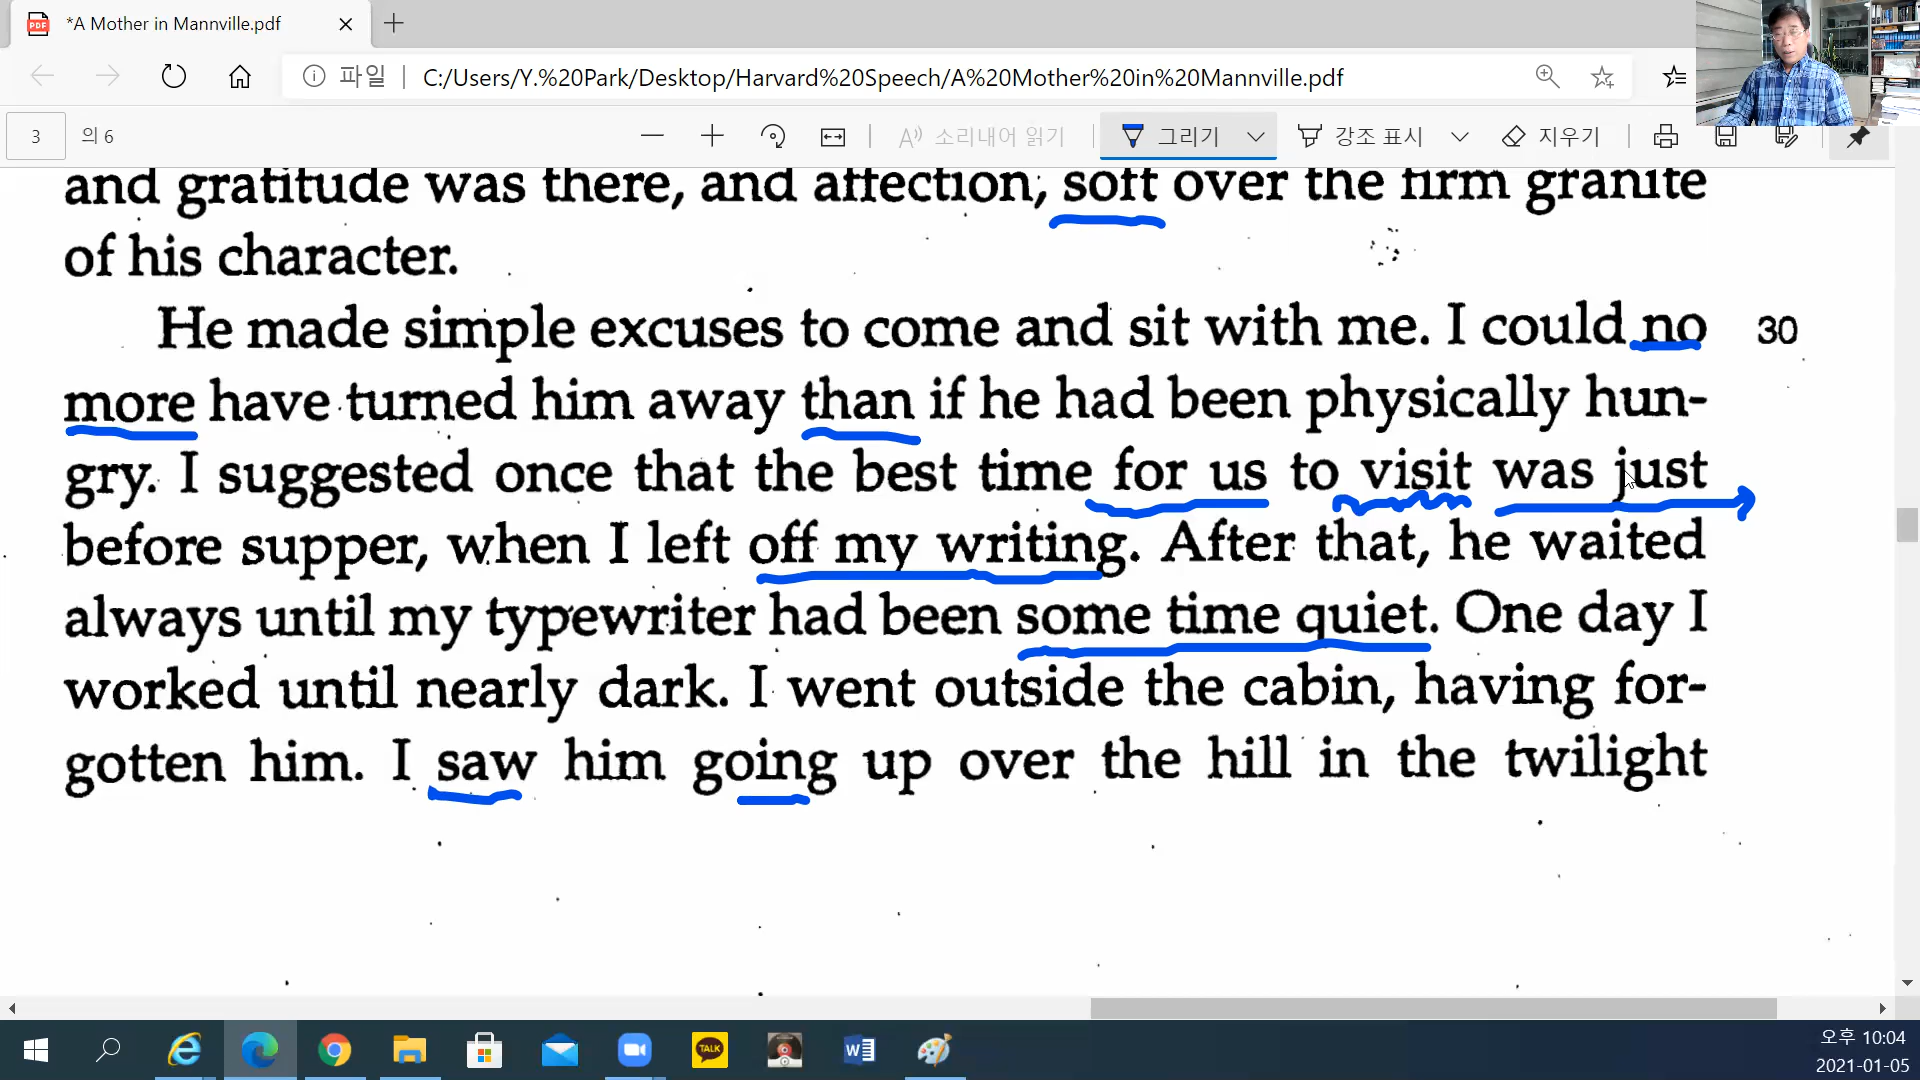 *A Mother in Mannville.pdf
파일 C:/Users/Y.%20Park/Desktop/Harvard%20Speech/A%20Mother%20in%20Mannville.pdf
3 의 6 소리내어 읽기 그리기 강조 표시 지우기
and gratitude was there, and affection, soft over the firm granite
of his character.
He made simple excuses to come and sit with me. I could no 30
more have turned him away than if he had been physically hun-
gry. I suggested once that the best time for us to visit was just
before supper, when I left off my writing. After that, he waited
always until my typewriter had been some time quiet. One day I
worked until nearly dark. I went outside the cabin, having for-
gotten him. I saw him going up over the hill in the twilight
TALK
오후 10:04
2021-01-05